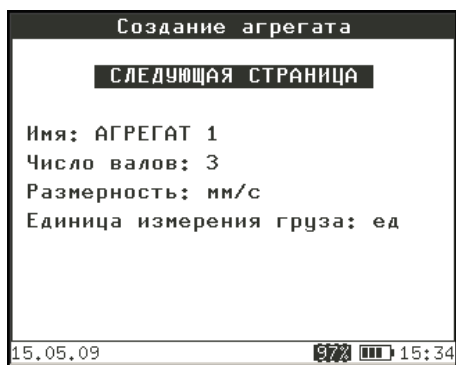 Создание агрегата
СЛЕДУЮЩАЯ СТРАНИЦА
Имя: АГРЕГАТ 1
Число валов: 3
Размерность: мм/с
Единица измерения груза: ед
15.05.09 97% 15:34